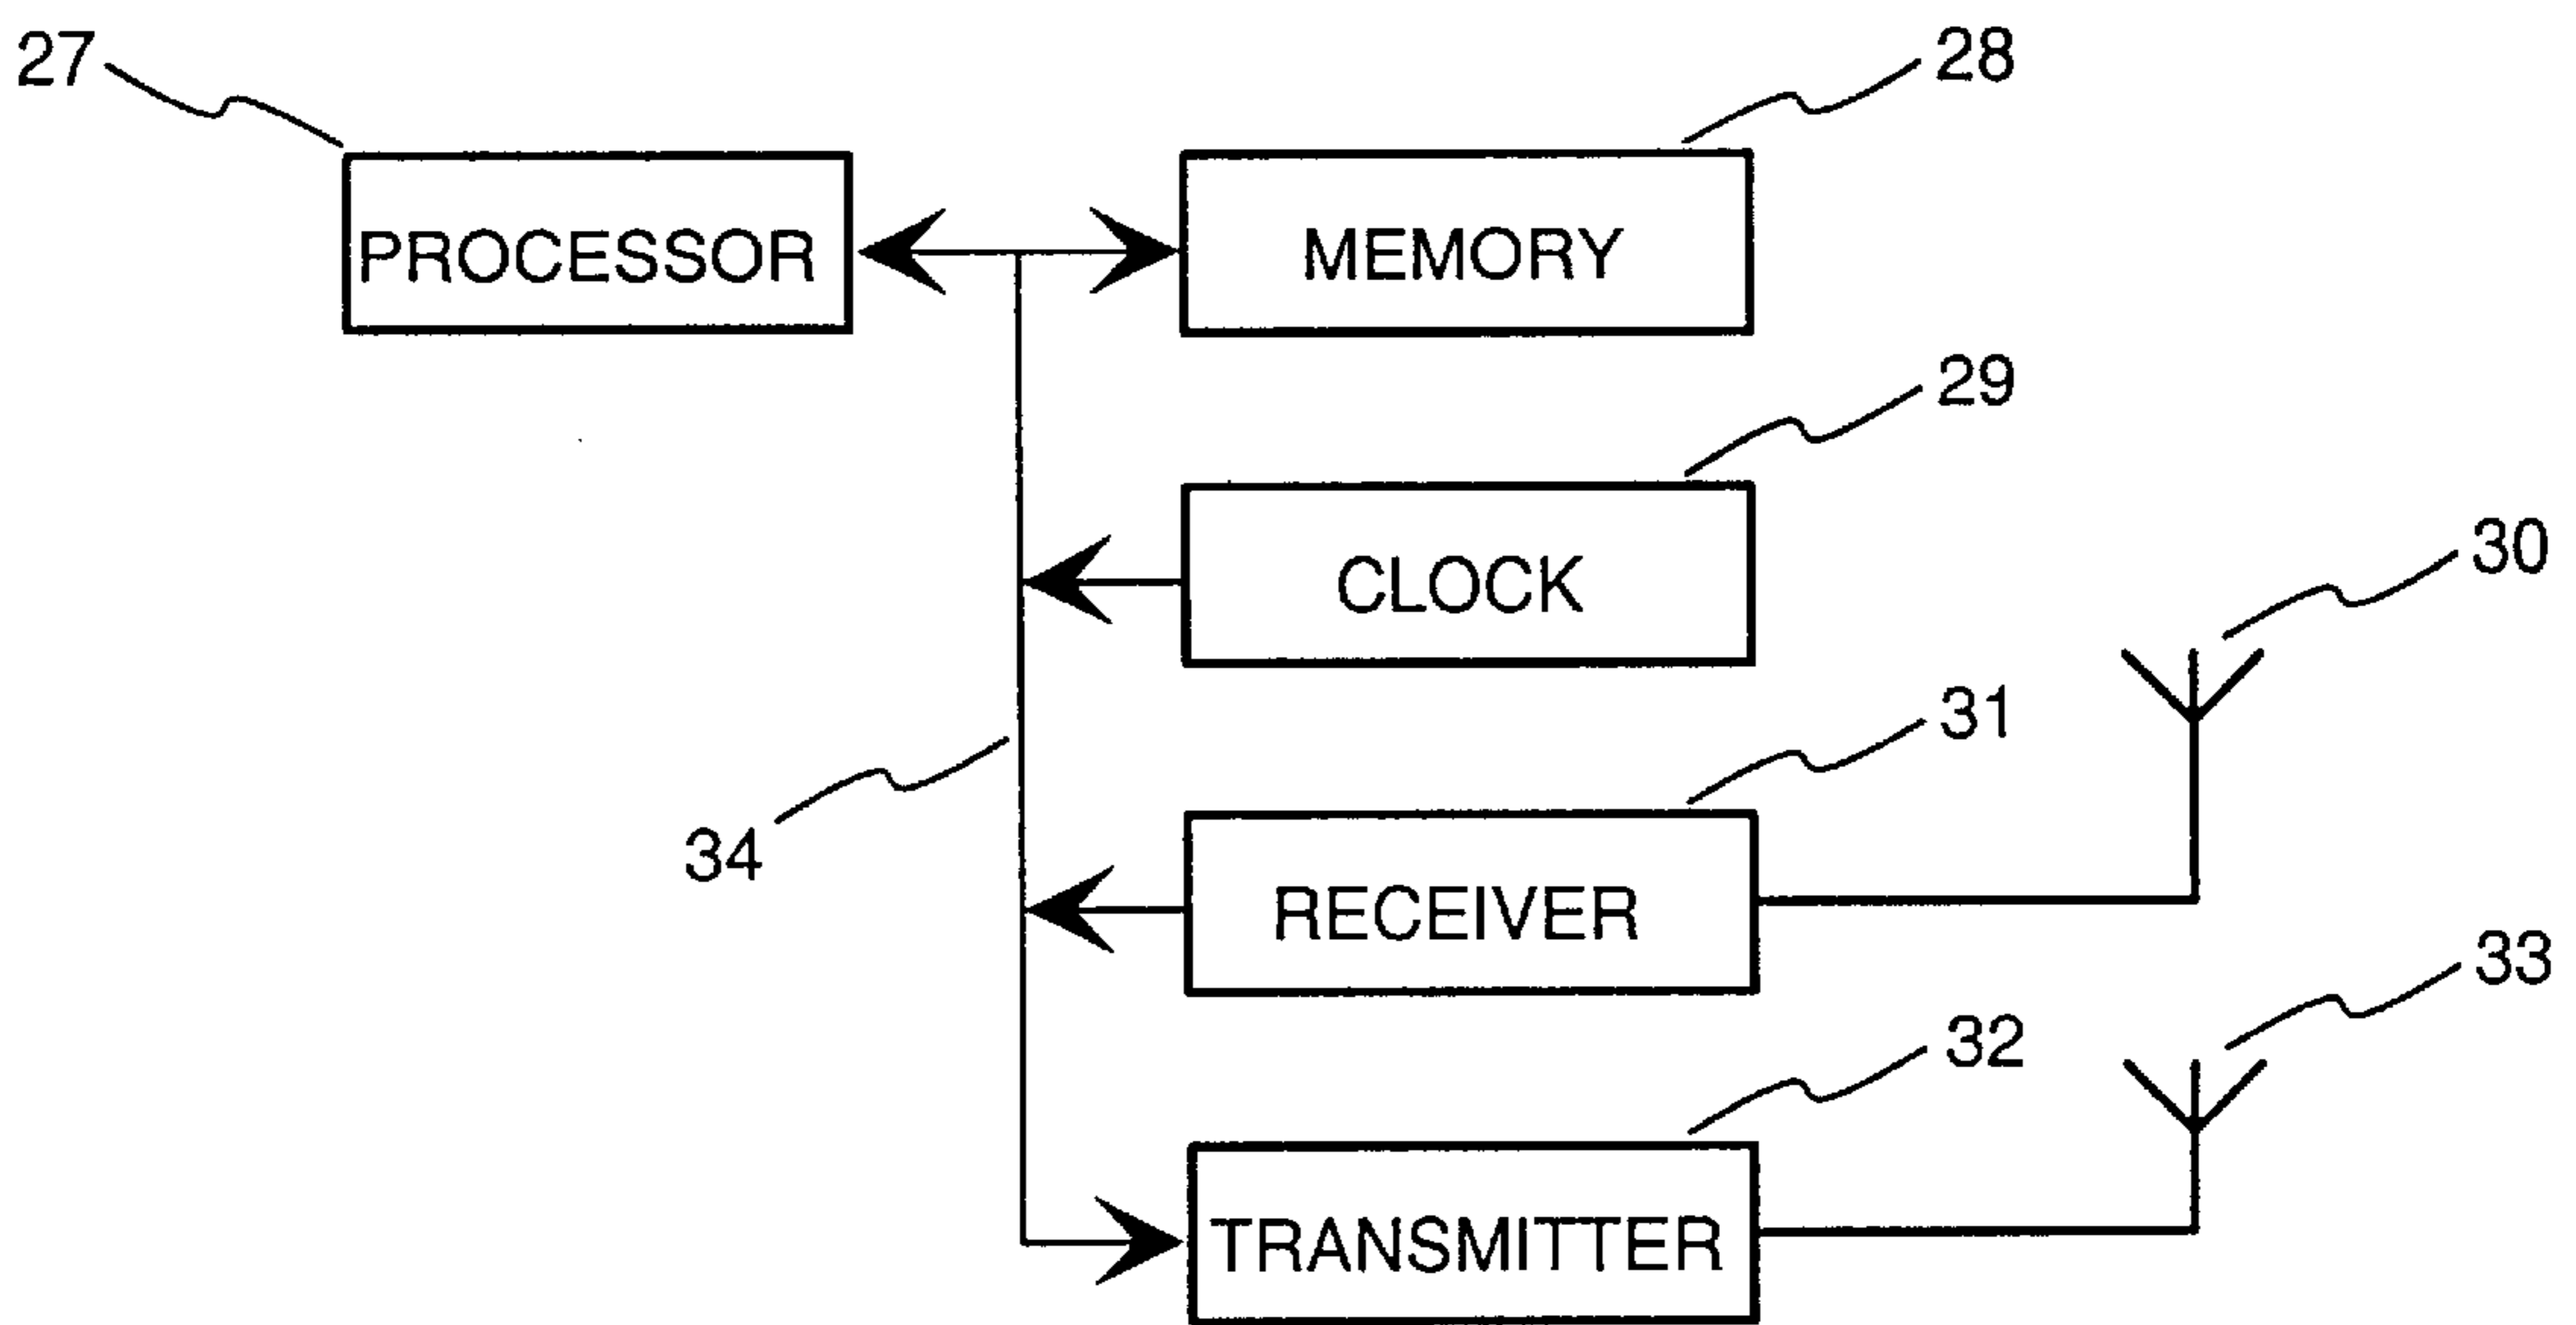 27
28
PROCESSOR
MEMORY
29
CLOCK
30
31
34
RECEIVER
33
32
TRANSMITTER